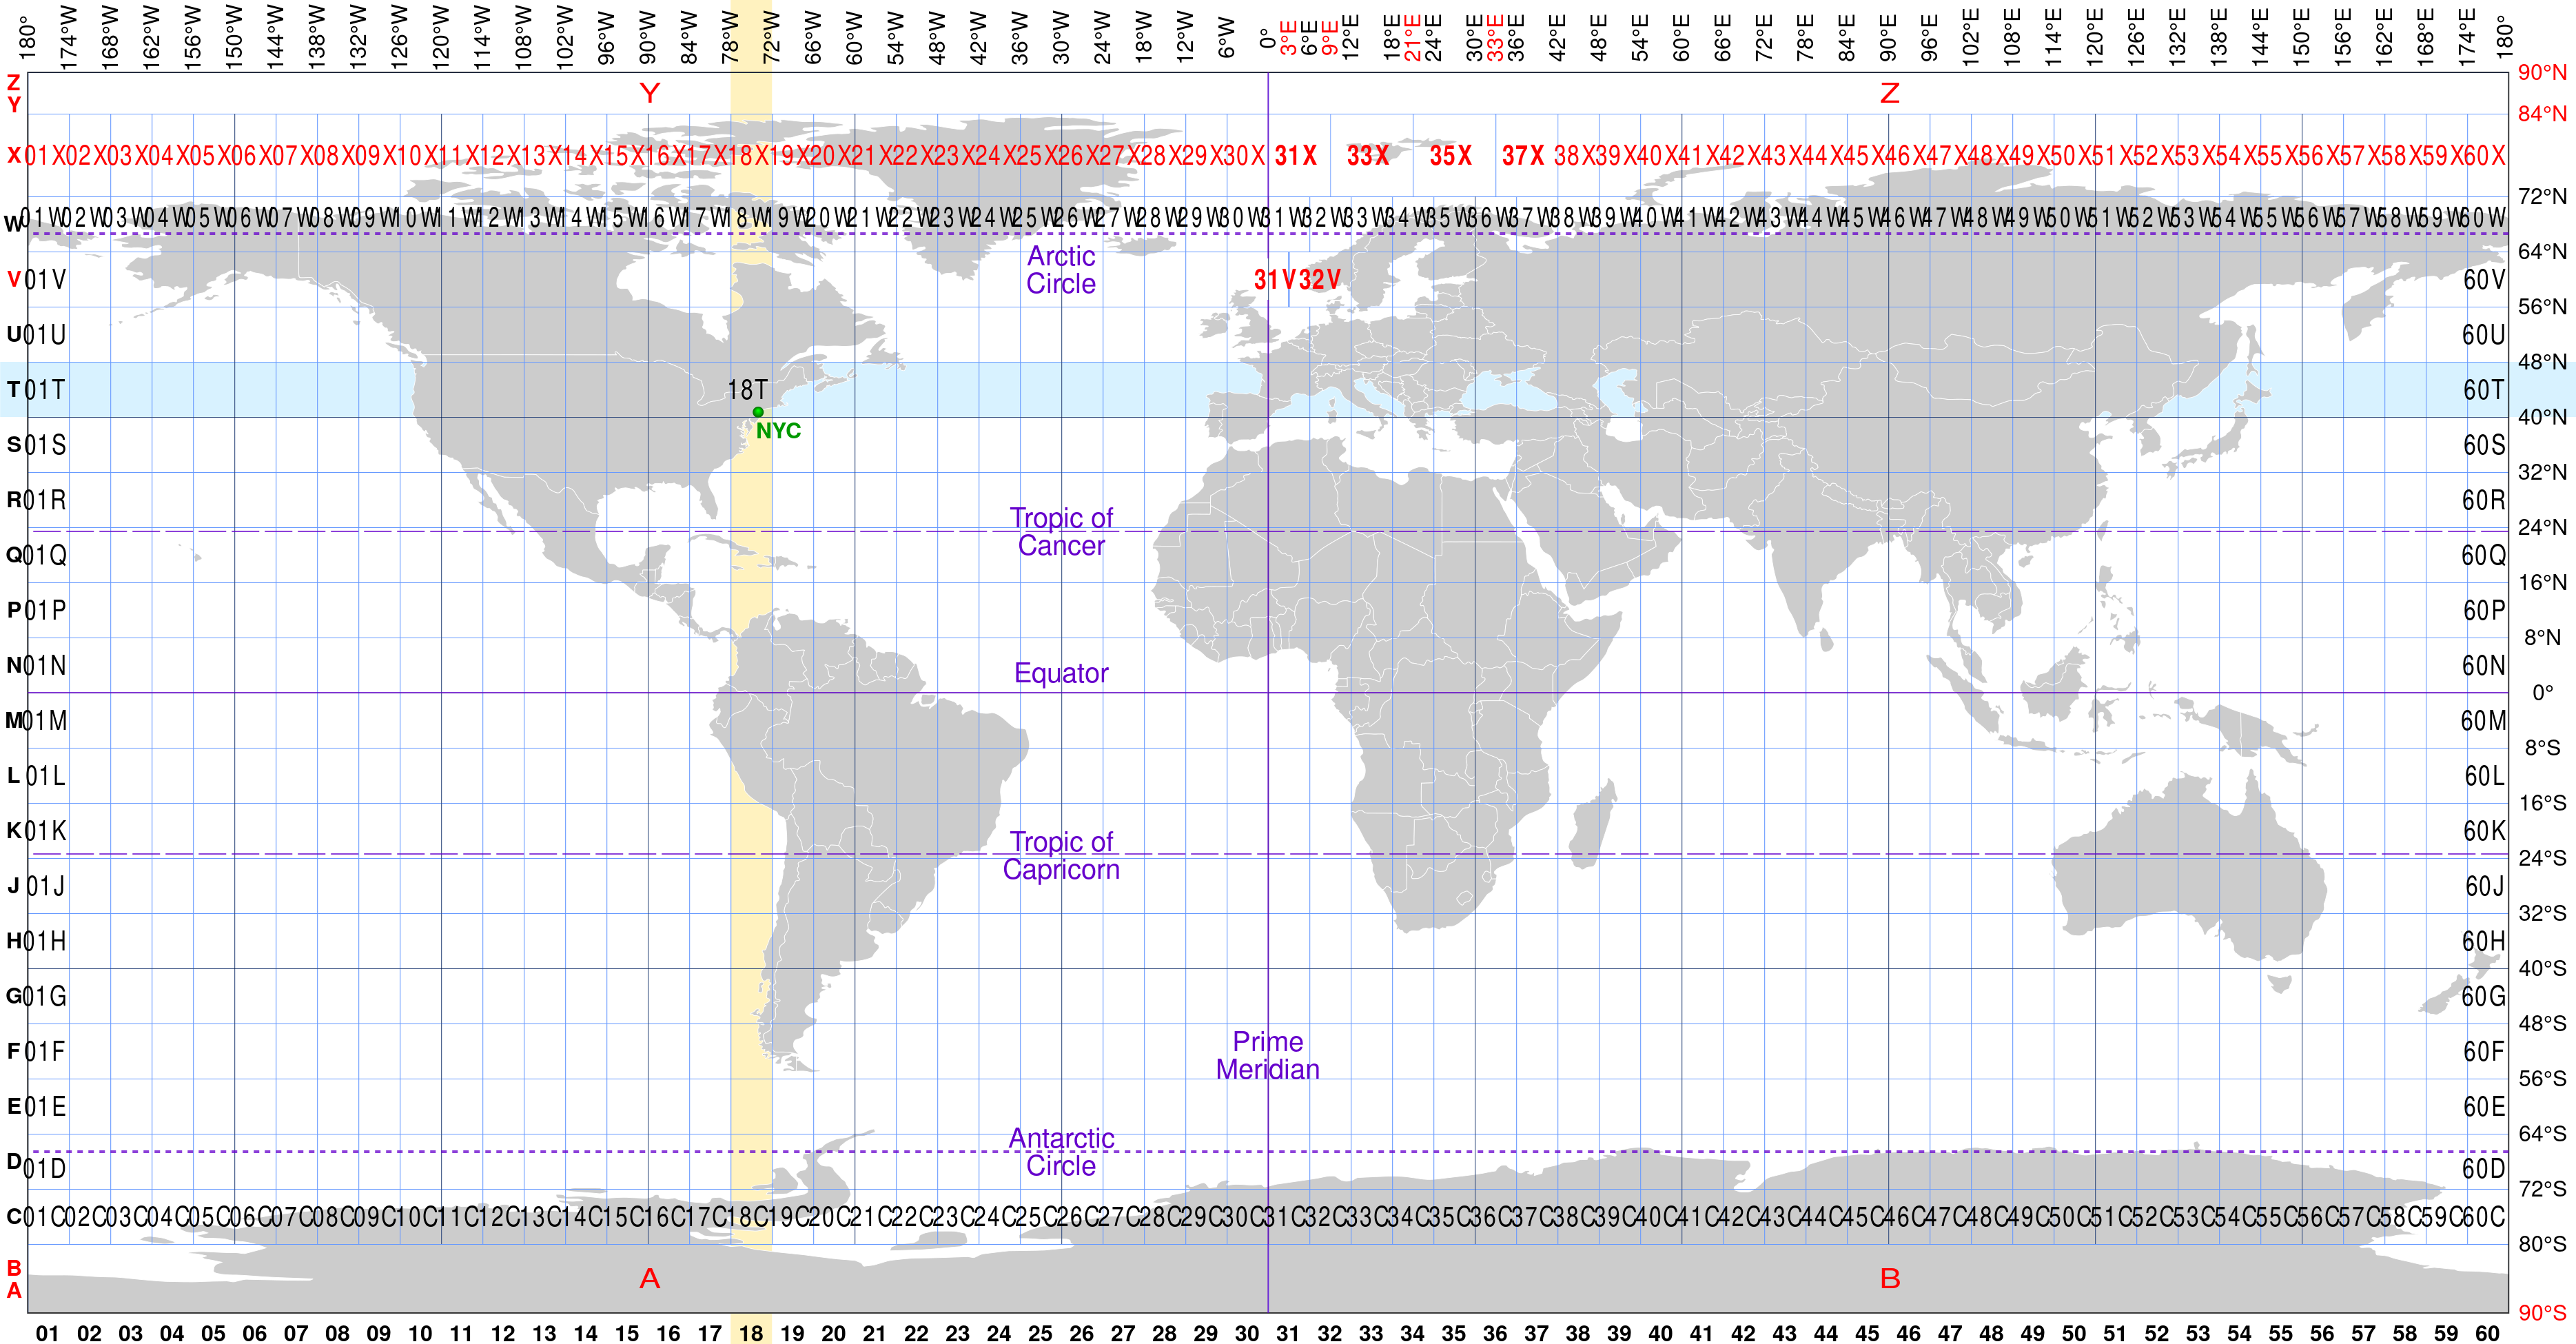 180° 174°W 168°W 162°W 156°W 150°W 144°W 138°W 132°W 126°W 120°W 114°W 108°W 102°W 96°W 90°W 84°W 78°W 72°W 66°W 60°W 54°W 48°W 42°W 36°W 30°W 24°W 18°W 12°W 6°W 0° 3°E 6°E 9°E 12°E 18°E 21°E 24°E 30°E 33°E 36°E 42°E 48°E 54°E 60°E 66°E 72°E 78°E 84°E 90°E 96°E 102°E 108°E 114°E 120°E 126°E 132°E 138°E 144°E 150°E 156°E 162°E 168°E 174°E 180°
90°N
Z
Y
Y Z
84°N
X 01X 02X 03X 04X 05X 06X 07X 08X 09X 10X 11X 12X 13X 14X 15X 16X 17X 18X 19X 20X 21X 22X 23X 24X 25X 26X 27X 28X 29X 30X 31X 33X 35X 37X 38X 39X 40X 41X 42X 43X 44X 45X 46X 47X 48X 49X 50X 51X 52X 53X 54X 55X 56X 57X 58X 59X 60X
72°N
W 01W 02W 03W 04W 05W 06W 07W 08W 09W 10W 11W 12W 13W 14W 15W 16W 17W 18W 19W 20W 21W 22W 23W 24W 25W 26W 27W 28W 29W 30W 31W 32W 33W 34W 35W 36W 37W 38W 39W 40W 41W 42W 43W 44W 45W 46W 47W 48W 49W 50W 51W 52W 53W 54W 55W 56W 57W 58W 59W 60W
64°N
Arctic
Circle
V 01V 31V 32V 60V
56°N
U 01U 60U
48°N
T 01T 18T 60T
40°N
NYC
S 01S 60S
32°N
R 01R 60R
Tropic of
24°N
Cancer
Q 01Q 60Q
16°N
P 01P 60P
8°N
N 01N 60N
Equator
0°
M 01M 60M
8°S
L 01L 60L
16°S
K 01K 60K
Tropic of
24°S
Capricorn
J 01J 60J
32°S
H 01H 60H
40°S
G 01G 60G
48°S
Prime
F 01F 60F
Meridian
56°S
E 01E 60E
64°S
Antarctic
Circle
D 01D 60D
72°S
C 01C 02C 03C 04C 05C 06C 07C 08C 09C 10C 11C 12C 13C 14C 15C 16C 17C 18C 19C 20C 21C 22C 23C 24C 25C 26C 27C 28C 29C 30C 31C 32C 33C 34C 35C 36C 37C 38C 39C 40C 41C 42C 43C 44C 45C 46C 47C 48C 49C 50C 51C 52C 53C 54C 55C 56C 57C 58C 59C 60C
80°S
B
A
A B
90°S
01 02 03 04 05 06 07 08 09 10 11 12 13 14 15 16 17 18 19 20 21 22 23 24 25 26 27 28 29 30 31 32 33 34 35 36 37 38 39 40 41 42 43 44 45 46 47 48 49 50 51 52 53 54 55 56 57 58 59 60